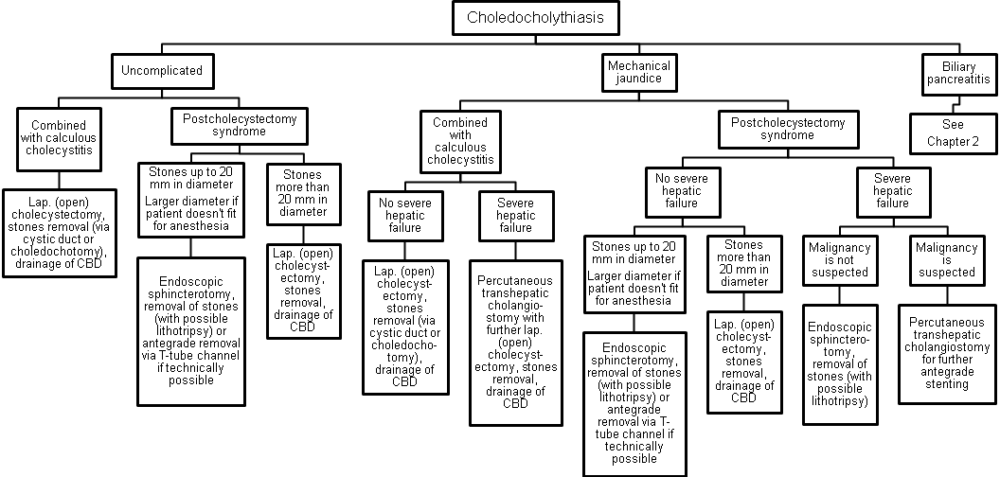 Choledocholythiasis
Uncomplicated
Mechanical
jaundice
Biliary
pancreatitis
Combined
with calculous
cholecystitis
Postcholecystectomy
syndrome
Combined
with calculous
cholecystitis
Postcholecystectomy
syndrome
See
Chapter 2
Stones up to 20
mm in diameter
Larger diameter if
patient doesn't fit
for anesthesia
Stones
more than
20 mm in
diameter
No severe
hepatic
failure
Severe
hepatic
failure
No severe
hepatic
failure
Severe
hepatic
failure
Lap. (open)
cholecystectomy,
stones removal (via
cystic duct or
choledochotomy),
drainage of CBD
Endoscopic
sphincterotomy,
removal of stones
(with possible
lithotripsy) or
antegrade removal
via T-tube channel
if technically
possible
Lap. (open)
cholecyst-
ectomy,
stones
removal,
drainage of
CBD
Lap. (open)
cholecyst-
ectomy,
stones
removal (via
cystic duct or
choledocho-
tomy),
drainage of
CBD
Percutaneous
transhepatic
cholangio-
stomy with
further lap.
(open)
cholecyst-
ectomy, stones
removal,
drainage of
CBD
Stones up to 20
mm in diameter
Larger diameter if
patient doesn't fit
for anesthesia
Stones
more than
20 mm in
diameter
Malignancy
is not
suspected
Malignancy
is
suspected
Endoscopic
sphincterotomy,
removal of stones
(with possible
lithotripsy) or
antegrade
removal via T-
tube channel if
technically
possible
Lap. (open)
cholecyst-
ectomy,
stones
removal,
drainage of
CBD
Endoscopic
sphinctero-
tomy,
removal of
stones (with
possible
lithotripsy)
Percutaneous
transhepatic
cholangiostomy
for further
antegrade
stenting